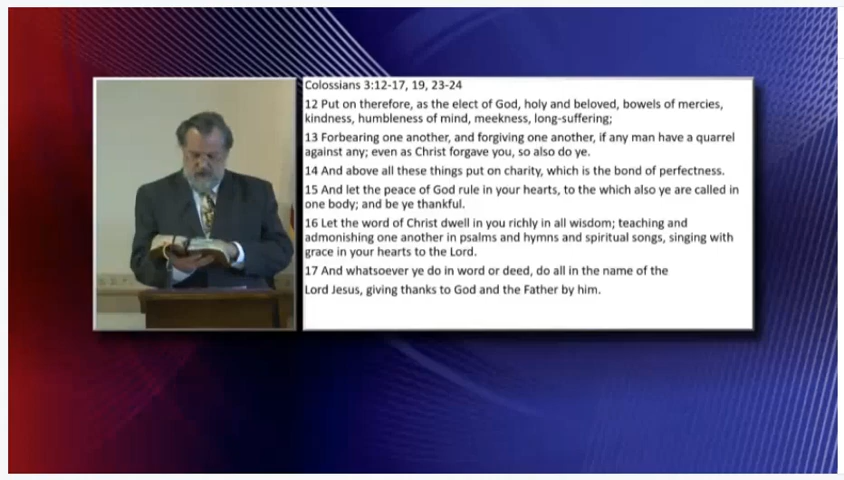 Colossians 3:12-17, 19, 23-24
12 Put on therefore, as the elect of God, holy and beloved, bowels of mercies,
kindness, humbleness of mind, meekness, long-suffering;
13 Forbearing one another, and forgiving one another, if any man have a quarrel
against any; even as Christ forgave you, so also do ye.
14 And above all these things put on charity, which is the bond of perfectness.
15 And let the peace of God rule in your hearts, to the which also ye are called in
one body; and be ye thankful.
16 Let the word of Christ dwell in you richly in all wisdom; teaching and
admonishing one another in psalms and hymns and spiritual songs, singing with
grace in your hearts to the Lord.
17 And whatsoever ye do in word or deed, do all in the name of the
Lord Jesus, giving thanks to God and the Father by him.